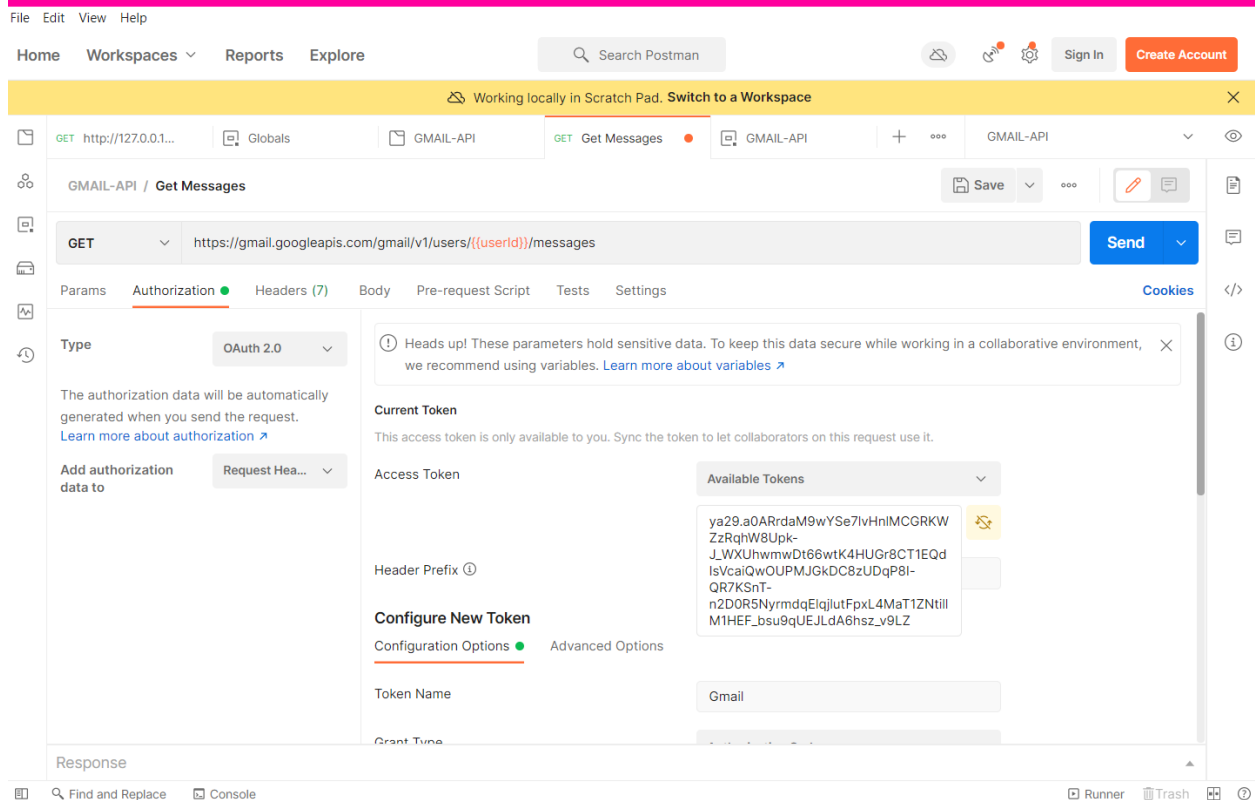 File Edit View Help
Home Workspaces Reports Explore Search Postman Sign In Create Account
Working locally in Scratch Pad. Switch to a Workspace
GET http://127.0.0.1... Globals GMAIL-API GET Get Messages GMAIL-API GMAIL-API
GMAIL-API / Get Messages Save
GET https://gmail.googleapis.com/gmail/v1/users/{{userId}}/messages Send
Params Authorization Headers (7) Body Pre-request Script Tests Settings Cookies
Type OAuth 2.0
The authorization data will be automatically
generated when you send the request.
Learn more about authorization ↗
Add authorization
data to
Request Hea...
Heads up! These parameters hold sensitive data. To keep this data secure while working in a collaborative environment,
we recommend using variables. Learn more about variables ↗
Current Token
This access token is only available to you. Sync the token to let collaborators on this request use it.
Access Token Available Tokens
ya29.a0ARrdaM9wYSe7IvHnlMCGRKW
ZzRqhW8Upk-
J_WXUhwmwDt66wtK4HUGr8CT1EQd
IsVcaiQwOUPMJGkDC8zUDqP8I-
QR7KSnT-
n2D0R5NyrmdqElqjlutFpxL4MaT1ZNtill
M1HEF_bsu9qUEJLdA6hsz_v9LZ
Header Prefix
Configure New Token
Configuration Options Advanced Options
Token Name Gmail
Grant Type
Response
Find and Replace Console Runner Trash